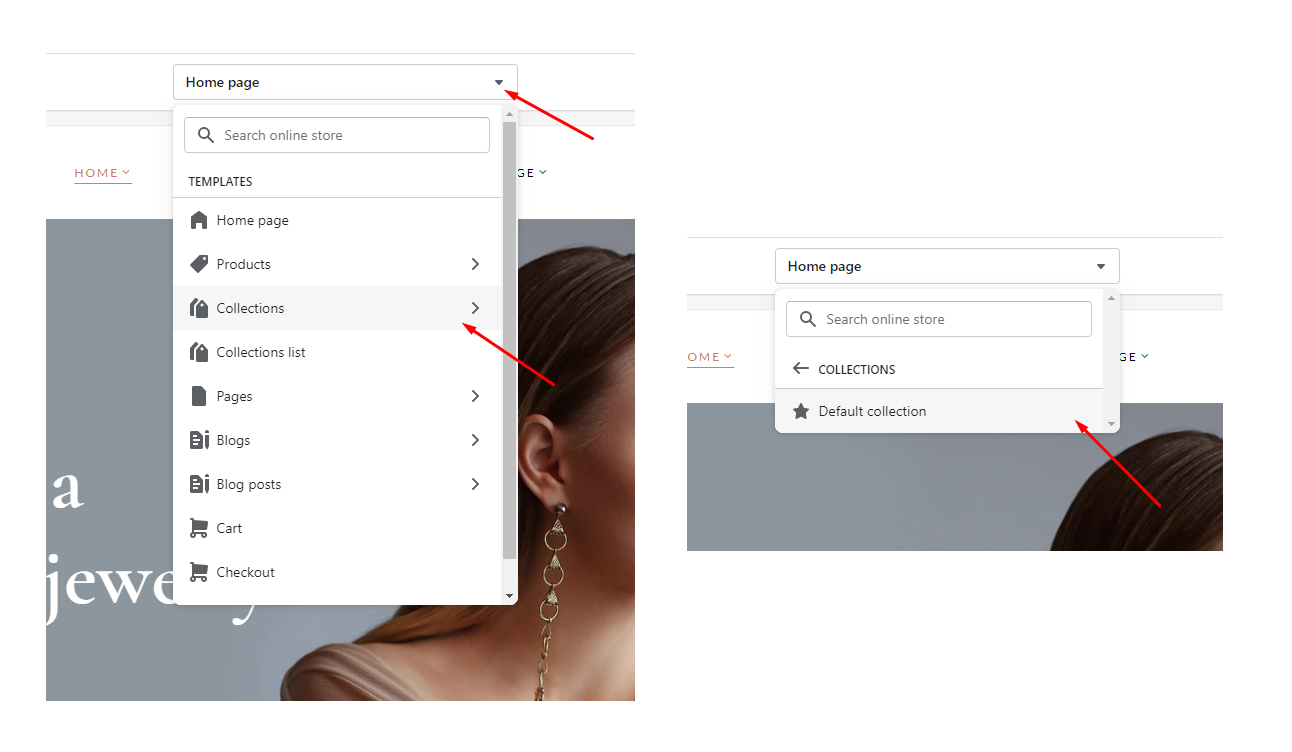 Home page
Search online store
HOME
GE
TEMPLATES
Home page
Products
Collections
Collections list
Pages
Blogs
Blog posts
Cart
Checkout
a
jewe
Home page
Search online store
OME
GE
COLLECTIONS
Default collection